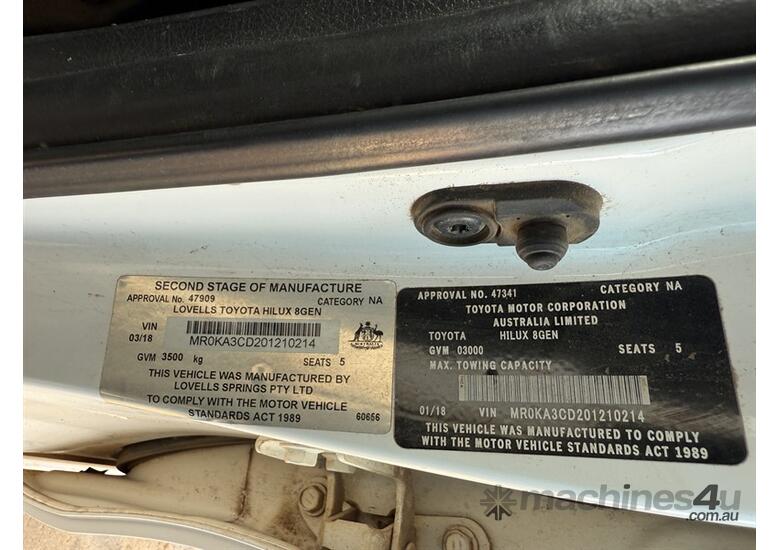 SECOND STAGE OF MANUFACTURE
APPROVAL No. 47909 CATEGORY NA
LOVELLS TOYOTA HILUX 8GEN
VIN
03/18 MR0KA3CD201210214
GVM 3500 kg SEATS 5
AUSTRALIA
THIS VEHICLE WAS MANUFACTURED BY
LOVELLS SPRINGS PTY LTD
TO COMPLY WITH THE MOTOR VEHICLE
STANDARDS ACT 1989 60656
APPROVAL NO. 47341 CATEGORY NA
TOYOTA MOTOR CORPORATION
AUSTRALIA LIMITED
TOYOTA HILUX 8GEN
GVM 03000 SEATS 5
MAX. TOWING CAPACITY
01/18 VIN MR0KA3CD201210214
THIS VEHICLE WAS MANUFACTURED TO COMPLY
WITH THE MOTOR VEHICLE STANDARDS ACT 1989
machines4u
.com.au